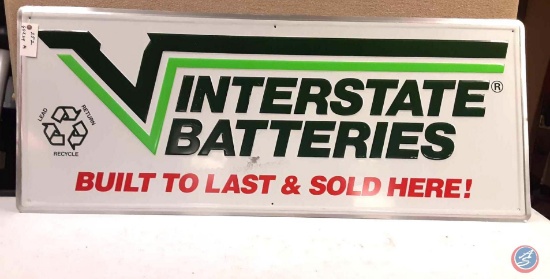 INTERSTATE®
BATTERIES
LEAD
RETURN
RECYCLE
BUILT TO LAST & SOLD HERE!